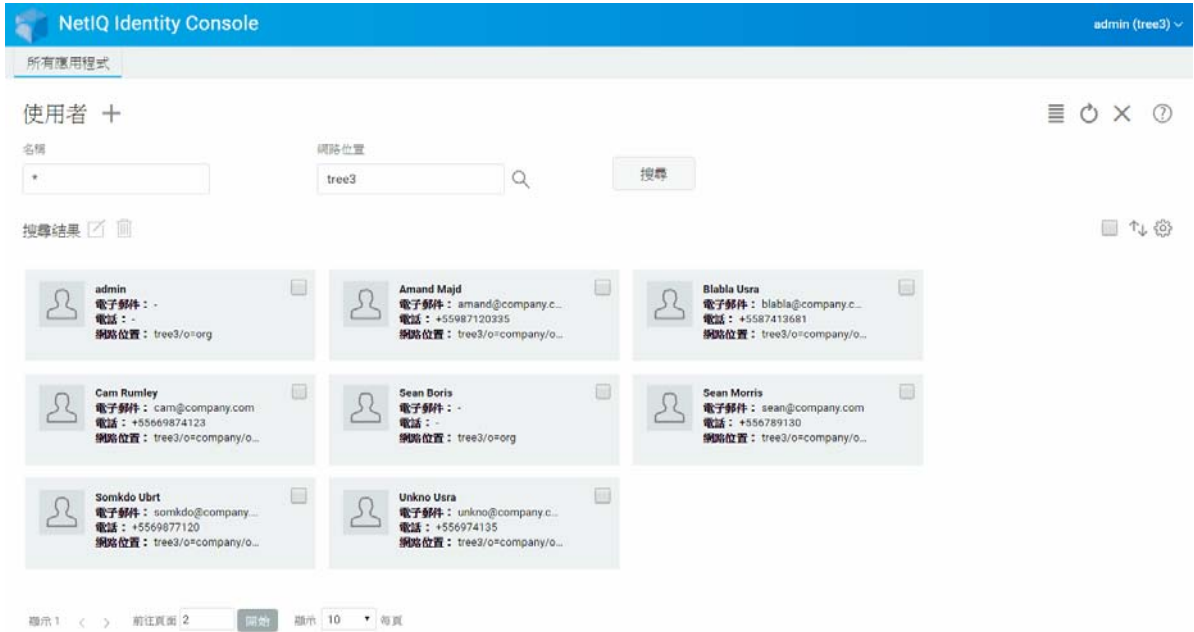 NetIQ Identity Console
admin (tree3)
所有應用程式
使用者
名稱
網路位置
*
tree3
搜尋
搜尋結果
admin
電子郵件： -
電話： -
網路位置： tree3/o=org
Amand Majd
電子郵件： amand@company.c...
電話： +55987120335
網路位置： tree3/o=company/o...
Blabla Usra
電子郵件： blabla@company.c...
電話： +5587413681
網路位置： tree3/o=company/o...
Cam Rumley
電子郵件： cam@company.com
電話： +55669874123
網路位置： tree3/o=company/o...
Sean Boris
電子郵件： -
電話： -
網路位置： tree3/o=org
Sean Morris
電子郵件： sean@company.com
電話： +556789130
網路位置： tree3/o=company/o...
Somkdo Ubrt
電子郵件： somkdo@company...
電話： +5569877120
網路位置： tree3/o=company/o...
Unkno Usra
電子郵件： unkno@company.c...
電話： +556974135
網路位置： tree3/o=company/o...
顯示 1 < > 前往頁面 2 開始 顯示 10 每頁